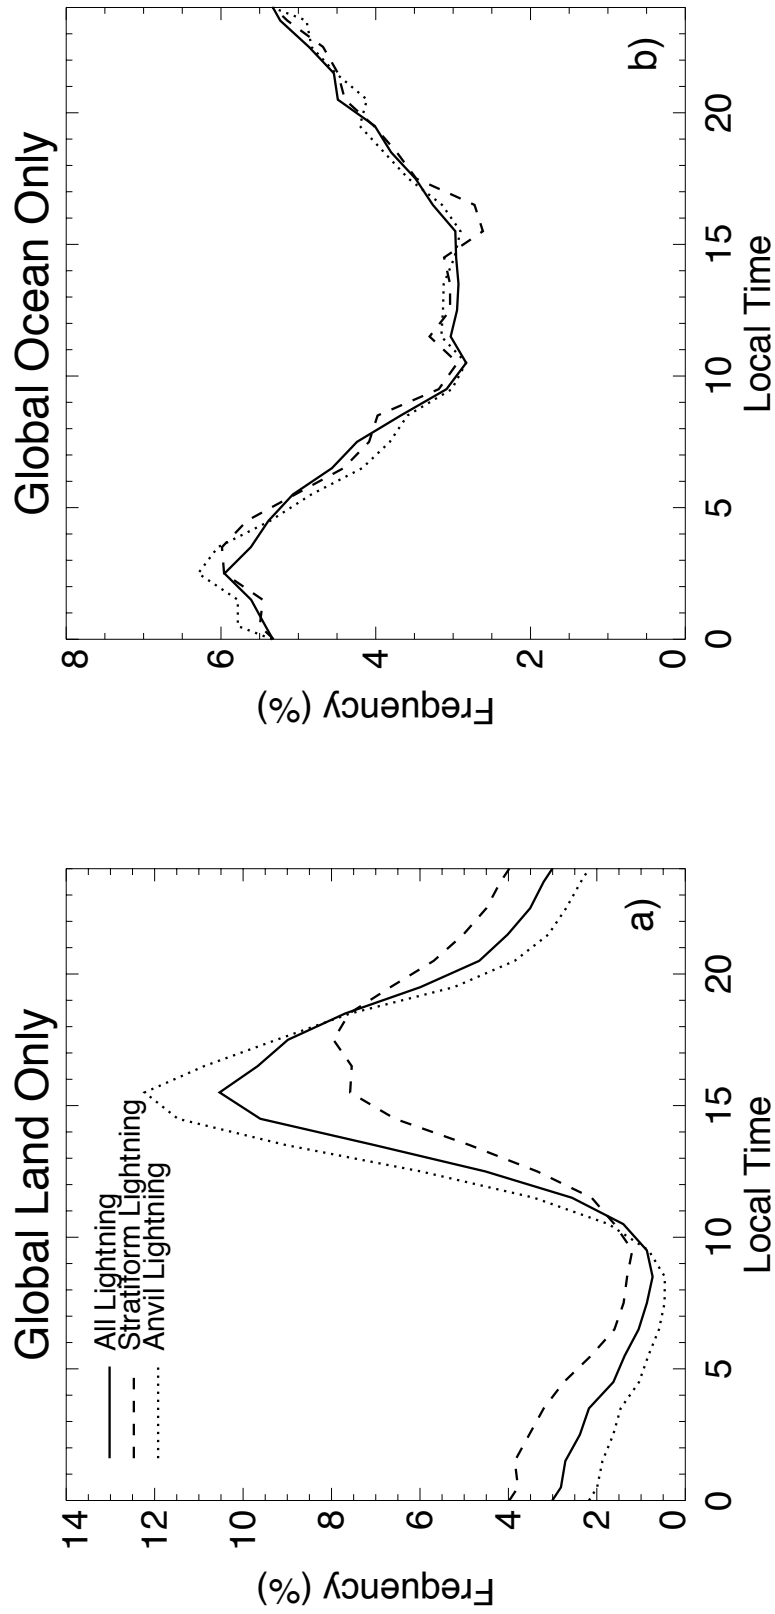 Global Land Only
All Lightning
Stratiform Lightning
Anvil Lightning
14
12
10
8
6
4
2
0
Frequency (%)
0 5 10 15 20
Local Time
a)
Global Ocean Only
8
6
4
2
0
Frequency (%)
0 5 10 15 20
Local Time
b)